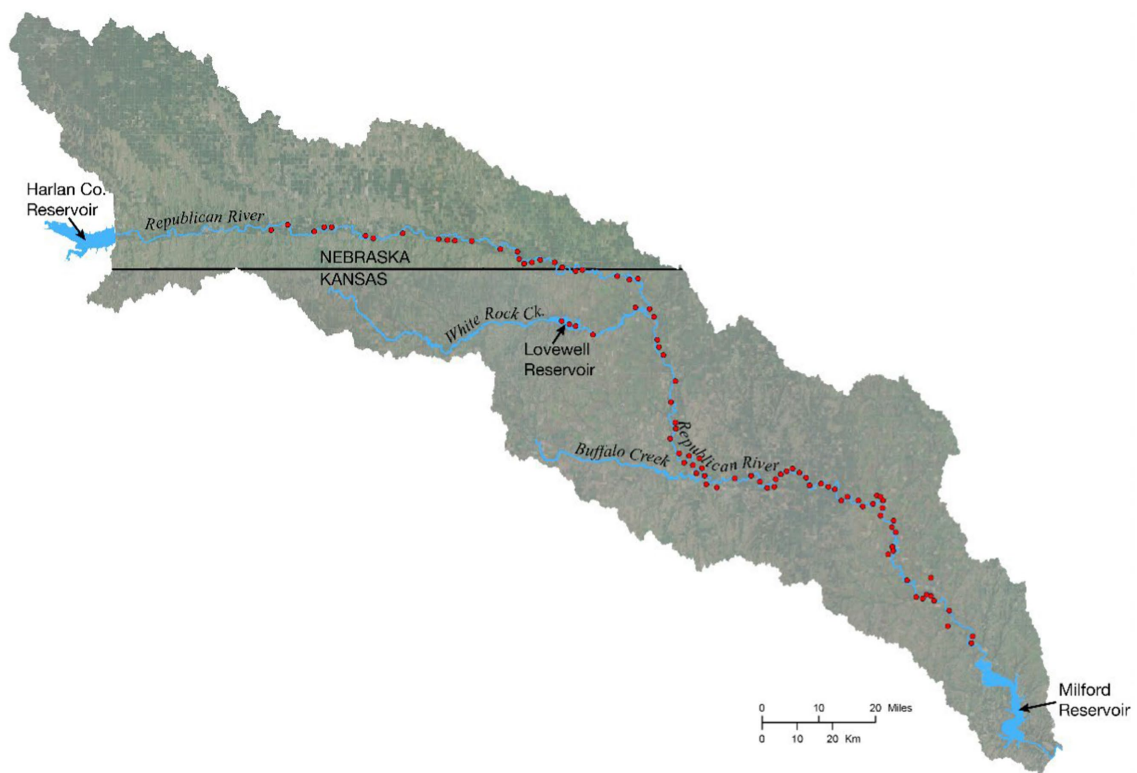 Harlan Co.
Reservoir
Republican River
NEBRASKA
KANSAS
White Rock Ck.
Lovewell
Reservoir
Republican River
Buffalo Creek
Milford
Reservoir
0 10 20 Miles
0 10 20 Km